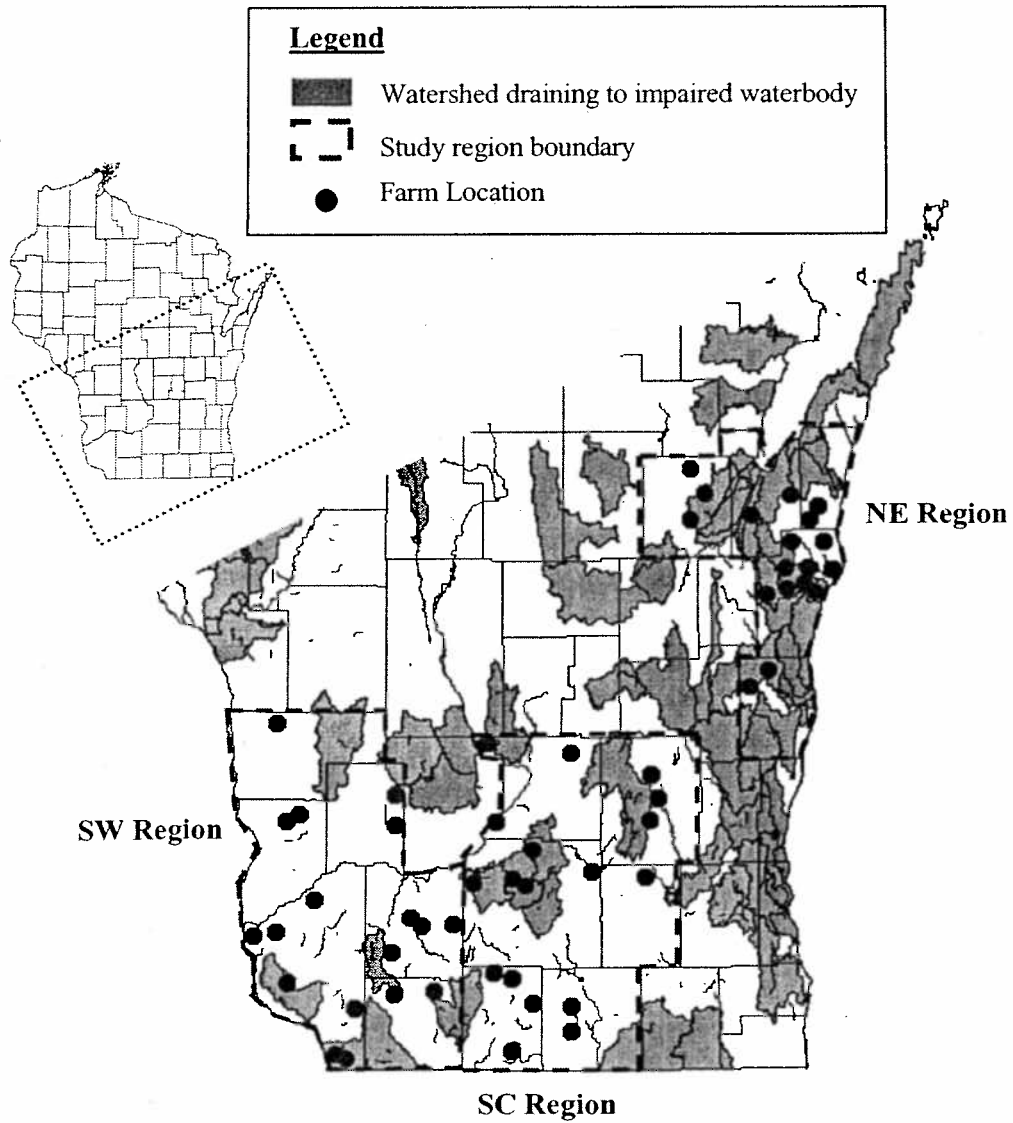 Legend
Watershed draining to impaired waterbody
Study region boundary
Farm Location
NE Region
SW Region
SC Region